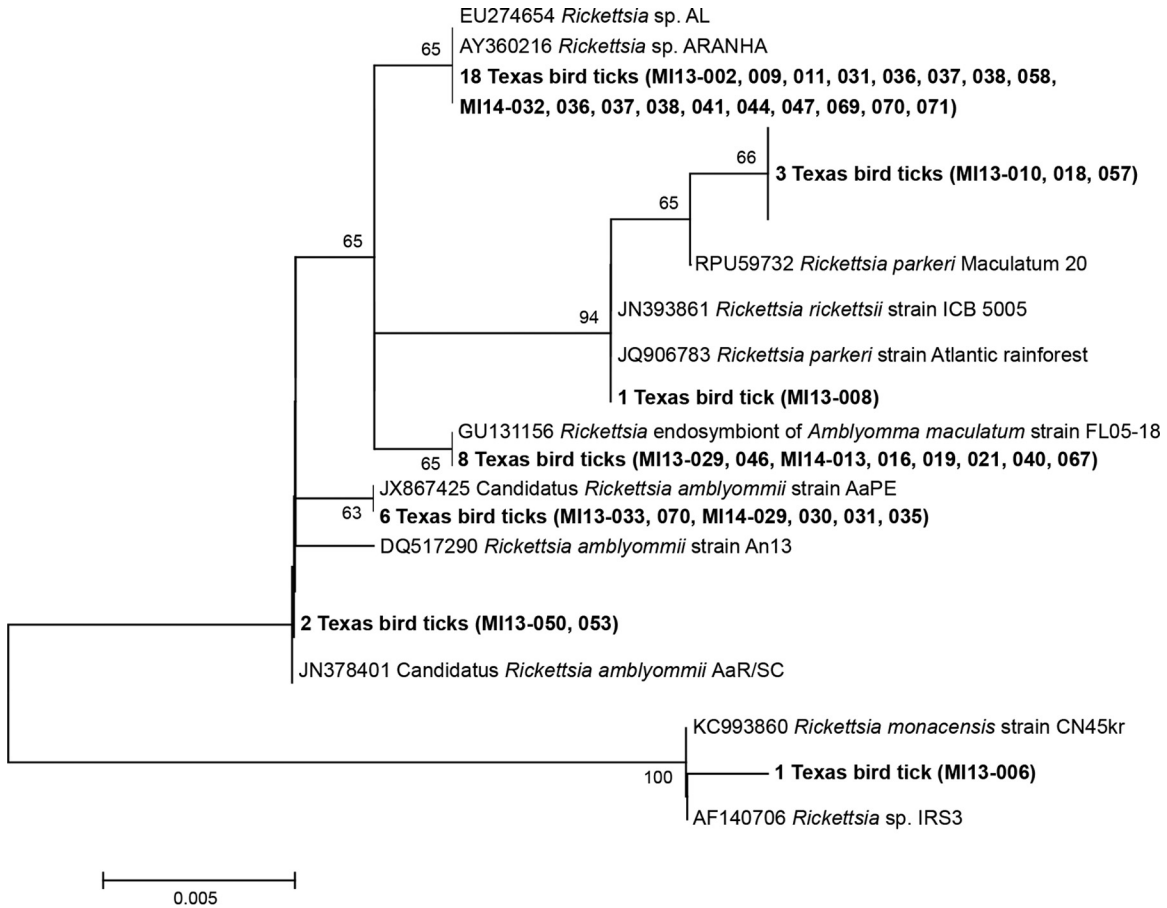 EU274654 Rickettsia sp. AL
65
AY360216 Rickettsia sp. ARANHA
18 Texas bird ticks (MI13-002, 009, 011, 031, 036, 037, 038, 058,
MI14-032, 036, 037, 038, 041, 044, 047, 069, 070, 071)
66
3 Texas bird ticks (MI13-010, 018, 057)
65
65
RPU59732 Rickettsia parkeri Maculatum 20
JN393861 Rickettsia rickettsii strain ICB 5005
94
JQ906783 Rickettsia parkeri strain Atlantic rainforest
1 Texas bird tick (MI13-008)
GU131156 Rickettsia endosymbiont of Amblyomma maculatum strain FL05-18
65
8 Texas bird ticks (MI13-029, 046, MI14-013, 016, 019, 021, 040, 067)
JX867425 Candidatus Rickettsia amblyommii strain AaPE
63
6 Texas bird ticks (MI13-033, 070, MI14-029, 030, 031, 035)
DQ517290 Rickettsia amblyommii strain An13
2 Texas bird ticks (MI13-050, 053)
JN378401 Candidatus Rickettsia amblyommii AaR/SC
KC993860 Rickettsia monacensis strain CN45kr
100
1 Texas bird tick (MI13-006)
AF140706 Rickettsia sp. IRS3
0.005